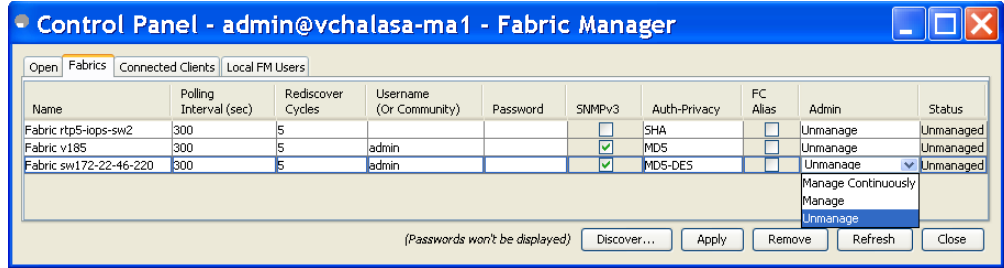 Control Panel - admin@vchalasa-ma1 - Fabric Manager
Open Fabrics Connected Clients Local FM Users
Name Polling Interval (sec) Rediscover Cycles Username (Or Community) Password SNMPv3 Auth-Privacy FC Alias Admin Status
Fabric rtp5-iops-sw2 300 5 SHA Unmanage Unmanaged
Fabric v185 300 5 admin MD5 Unmanage Unmanaged
Fabric sw172-22-46-220 300 5 admin MD5-DES Unmanage Unmanaged
Manage Continuously
Manage
Unmanage
(Passwords won't be displayed) Discover... Apply Remove Refresh Close